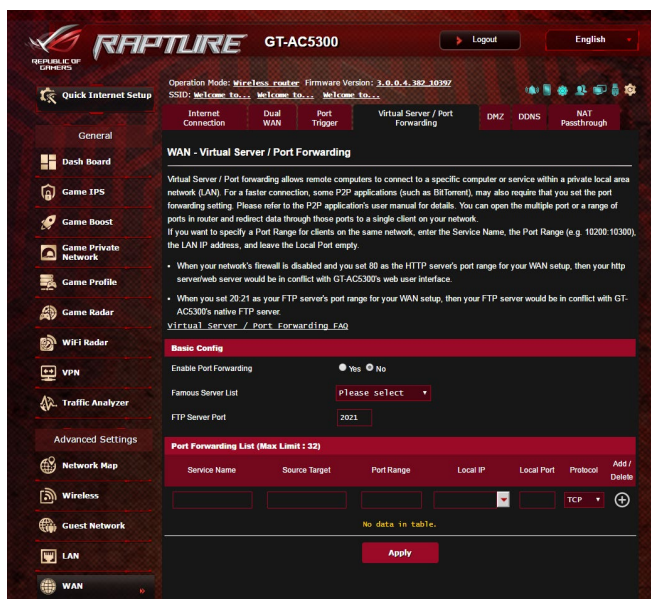 REPUBLIC OF
GAMERS
RAPTURE
GT-AC5300
Logout
English
Quick Internet Setup
Operation Mode: Wireless router Firmware Version: 3.0.0.4.382_10397
SSID: Welcome to... Welcome to... Welcome to...
Internet Connection
Dual WAN
Port Trigger
Virtual Server / Port Forwarding
DMZ
DDNS
NAT Passthrough
General
Dash Board
Game IPS
Game Boost
Game Private Network
Game Profile
Game Radar
WiFi Radar
VPN
Traffic Analyzer
Advanced Settings
Network Map
Wireless
Guest Network
LAN
WAN
WAN - Virtual Server / Port Forwarding
Virtual Server / Port forwarding allows remote computers to connect to a specific computer or service within a private local area
network (LAN). For a faster connection, some P2P applications (such as BitTorrent), may also require that you set the port
forwarding setting. Please refer to the P2P application's user manual for details. You can open the multiple port or a range of
ports in router and redirect data through those ports to a single client on your network.
If you want to specify a Port Range for clients on the same network, enter the Service Name, the Port Range (e.g. 10200:10300),
the LAN IP address, and leave the Local Port empty.
• When your network's firewall is disabled and you set 80 as the HTTP server's port range for your WAN setup, then your http
server/web server would be in conflict with GT-AC5300's web user interface.
• When you set 20:21 as your FTP server's port range for your WAN setup, then your FTP server would be in conflict with GT-
AC5300's native FTP server.
Virtual Server / Port Forwarding FAQ
Basic Config
Enable Port Forwarding Yes No
Famous Server List Please select
FTP Server Port 2021
Port Forwarding List (Max Limit : 32)
Service Name Source Target Port Range Local IP Local Port Protocol Add / Delete
TCP
No data in table.
Apply